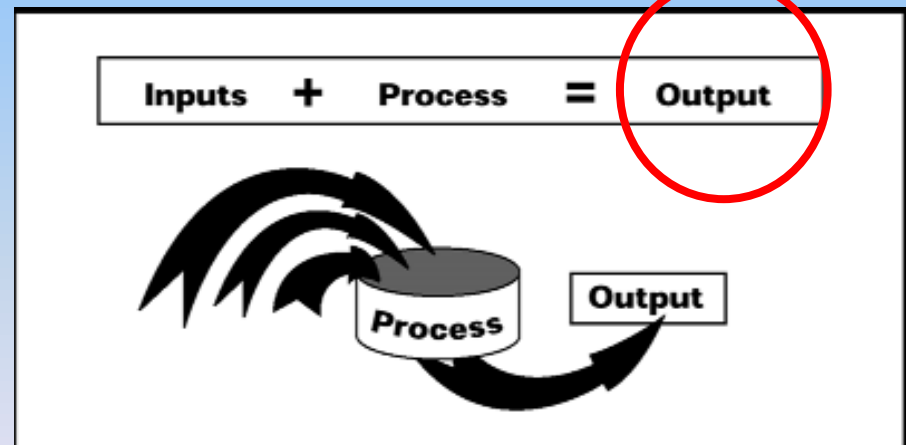 Inputs + Process = Output
Process
Output